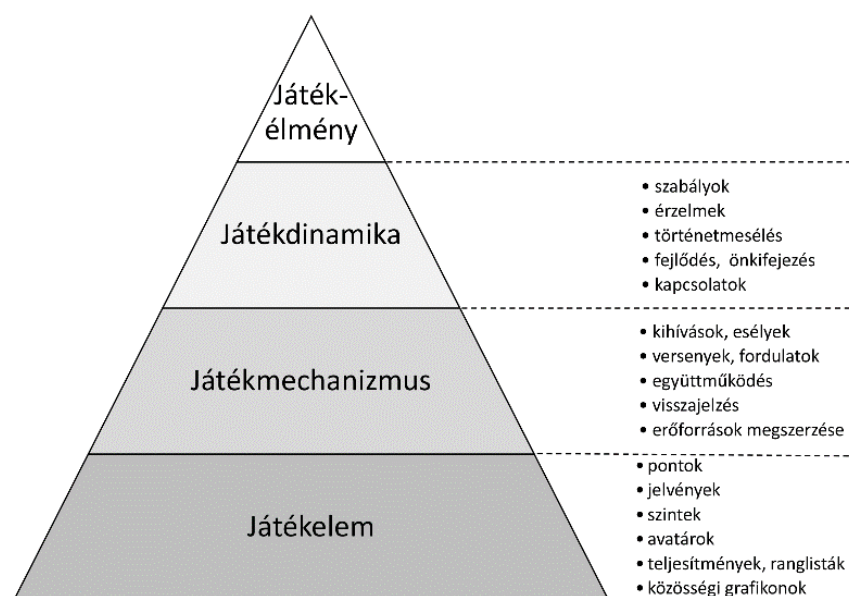 Játék-
élmény
Játékdinamika
• szabályok
• érzelmek
• történetmesélés
• fejlődés, önkifejezés
• kapcsolatok
Játékmechanizmus
• kihívások, esélyek
• versenyek, fordulatok
• együttműködés
• visszajelzés
• erőforrások megszerzése
Játékelem
• pontok
• jelvények
• szintek
• avatárok
• teljesítmények, ranglisták
• közösségi grafikonok